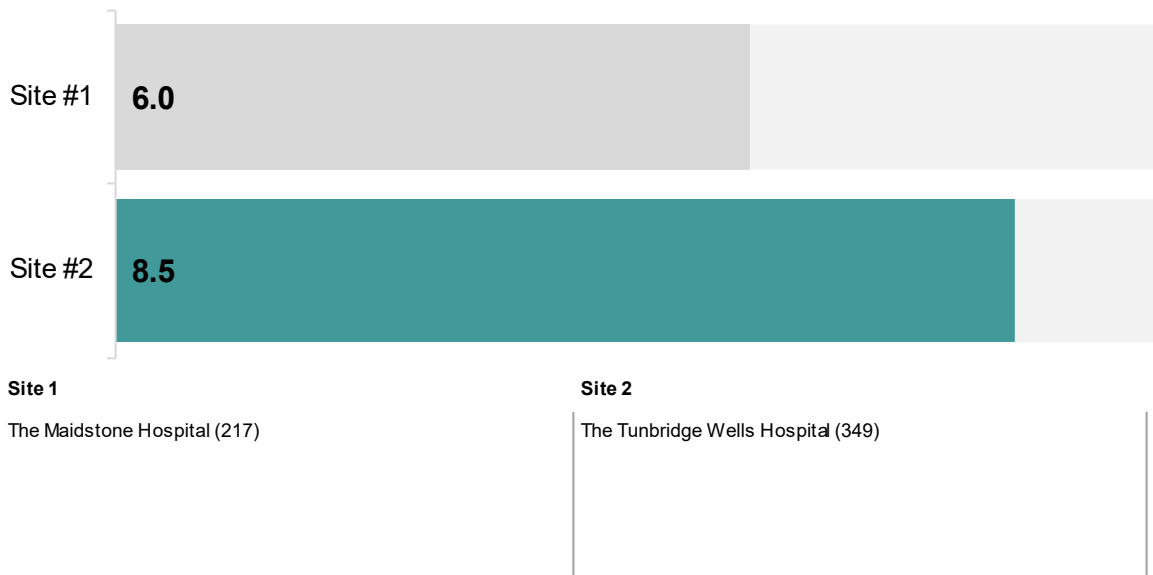 Site #1
6.0
Site #2
8.5
Site 1
Site 2
The Maidstone Hospital (217)
The Tunbridge Wells Hospital (349)